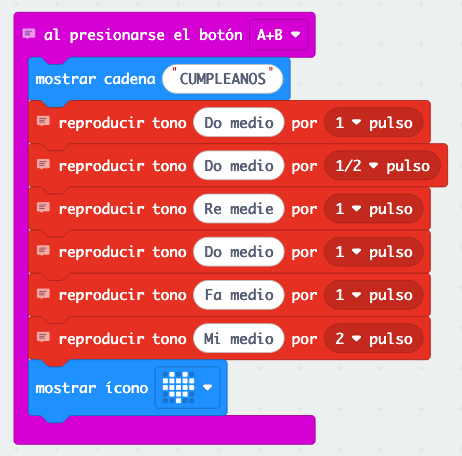 al presionarse el botón A+B
mostrar cadena "CUMPLEANOS"
reproducir tono Do medio por 1 pulso
reproducir tono Do medio por 1/2 pulso
reproducir tono Re medie por 1 pulso
reproducir tono Do medio por 1 pulso
reproducir tono Fa medio por 1 pulso
reproducir tono Mi medio por 2 pulso
mostrar ícono